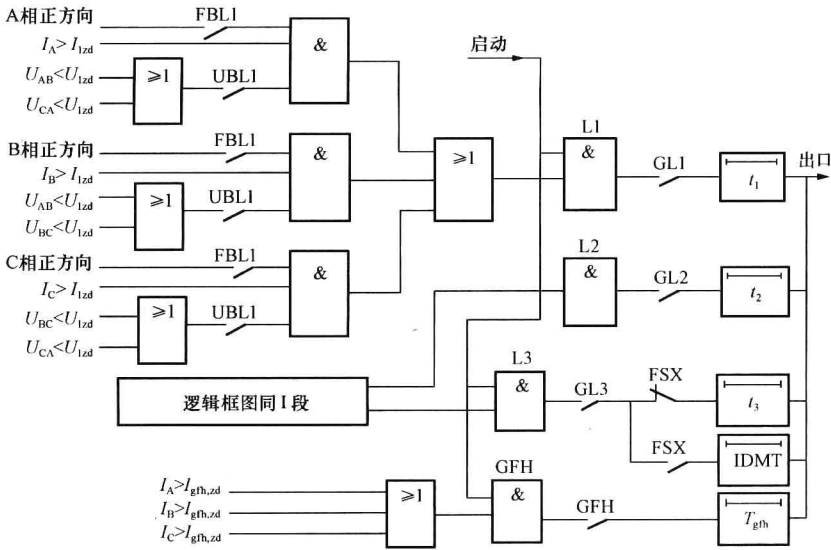 A相正方向
FBL1
I_A>I_1zd
U_AB<U_1zd
U_CA<U_1zd
≥1
UBL1
&
B相正方向
FBL1
I_B>I_1zd
U_AB<U_1zd
U_BC<U_1zd
≥1
UBL1
&
C相正方向
FBL1
I_C>I_1zd
U_BC<U_1zd
U_CA<U_1zd
≥1
UBL1
&
≥1
启动
L1
&
GL1
t_1
出口
L2
&
GL2
t_2
逻辑框图同Ⅰ段
L3
&
GL3
FSX
t_3
FSX
IDMT
I_A>I_gfh,zd
I_B>I_gfh,zd
I_C>I_gfh,zd
≥1
GFH
&
GFH
T_gfh